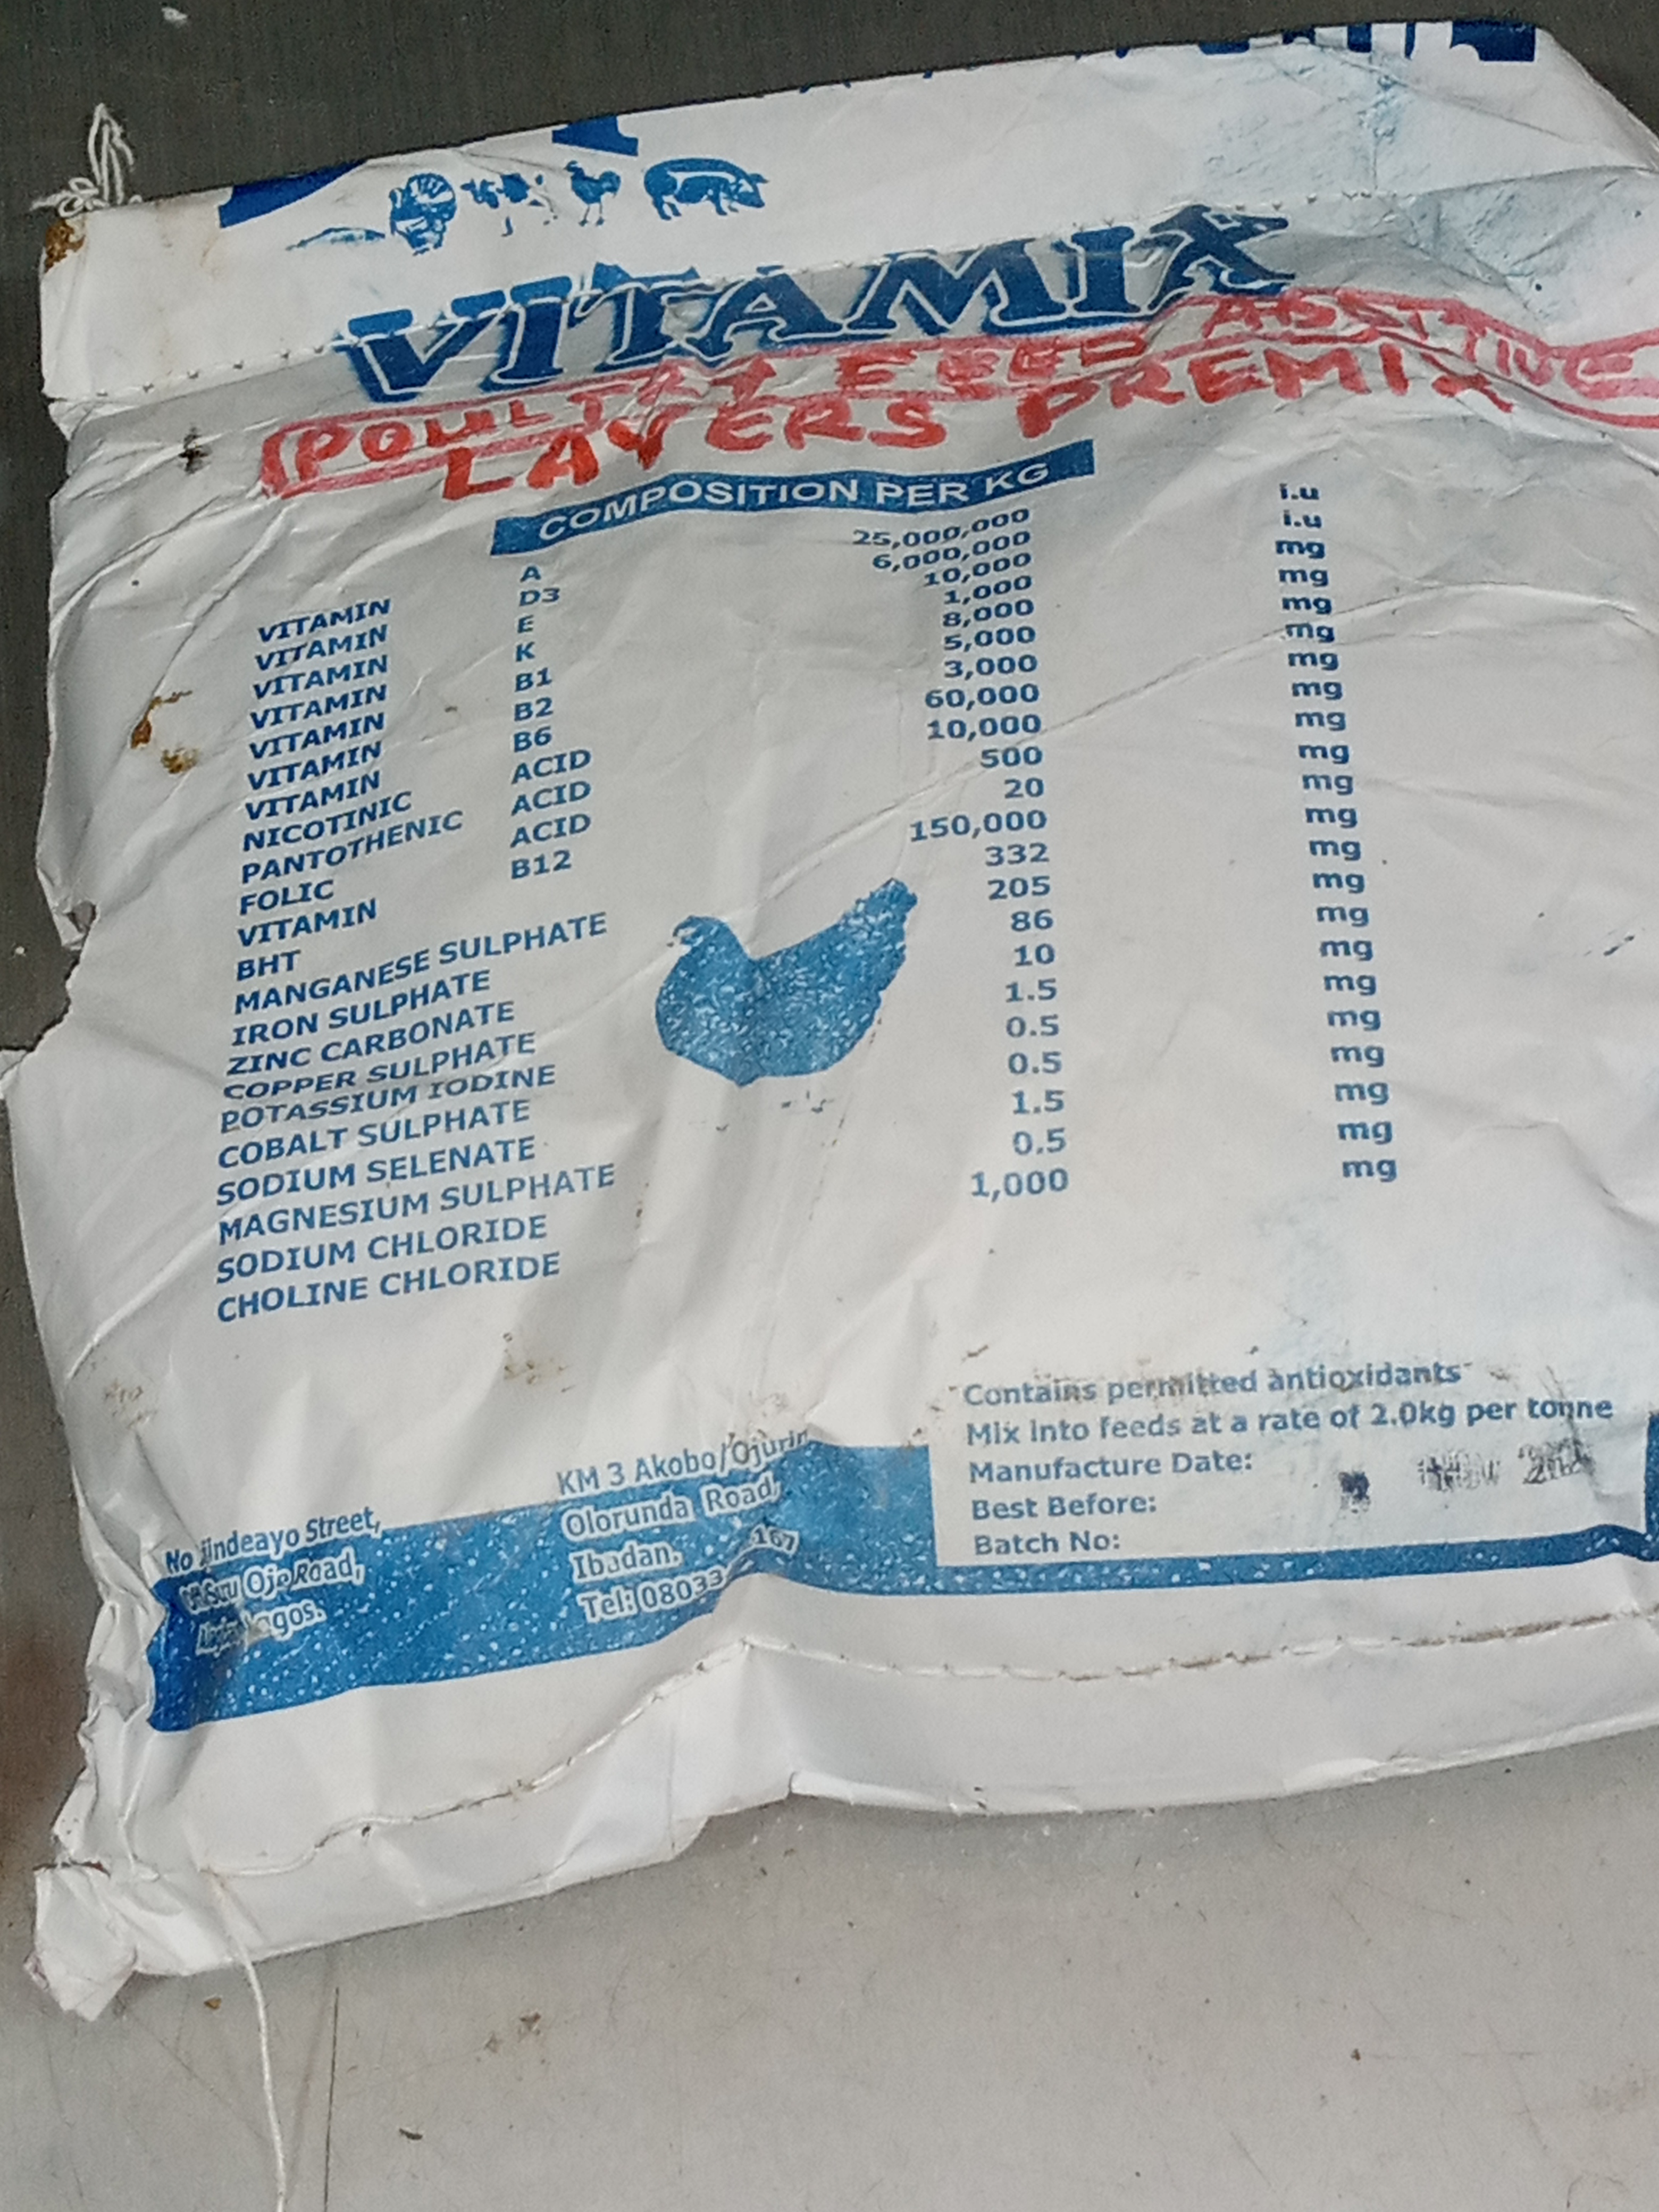 VITAMIX
(POULTRY FEED ADDITIVE
LAYERS PREMIX
COMPOSITION PER KG
VITAMIN A 25,000,000 i.u
VITAMIN D3 6,000,000 i.u
VITAMIN E 10,000 mg
VITAMIN K 1,000 mg
VITAMIN B1 8,000 mg
VITAMIN B2 5,000 mg
VITAMIN B6 3,000 mg
NICOTINIC ACID 60,000 mg
PANTOTHENIC ACID 10,000 mg
FOLIC ACID 500 mg
VITAMIN B12 20 mg
BHT 150,000 mg
MANGANESE SULPHATE 332 mg
IRON SULPHATE 205 mg
ZINC CARBONATE 86 mg
COPPER SULPHATE 10 mg
POTASSIUM IODINE 1.5 mg
COBALT SULPHATE 0.5 mg
SODIUM SELENATE 0.5 mg
MAGNESIUM SULPHATE 1.5 mg
SODIUM CHLORIDE 0.5 mg
CHOLINE CHLORIDE 1,000 mg
Contains permitted antioxidants
Mix into feeds at a rate of 2.0kg per tonne
Manufacture Date:
Best Before:
Batch No:
No Street,
Suru Oje Road,
KM 3 Akobo/Ojurin
Olorunda Road,
Ibadan.
Tel: 08033 167